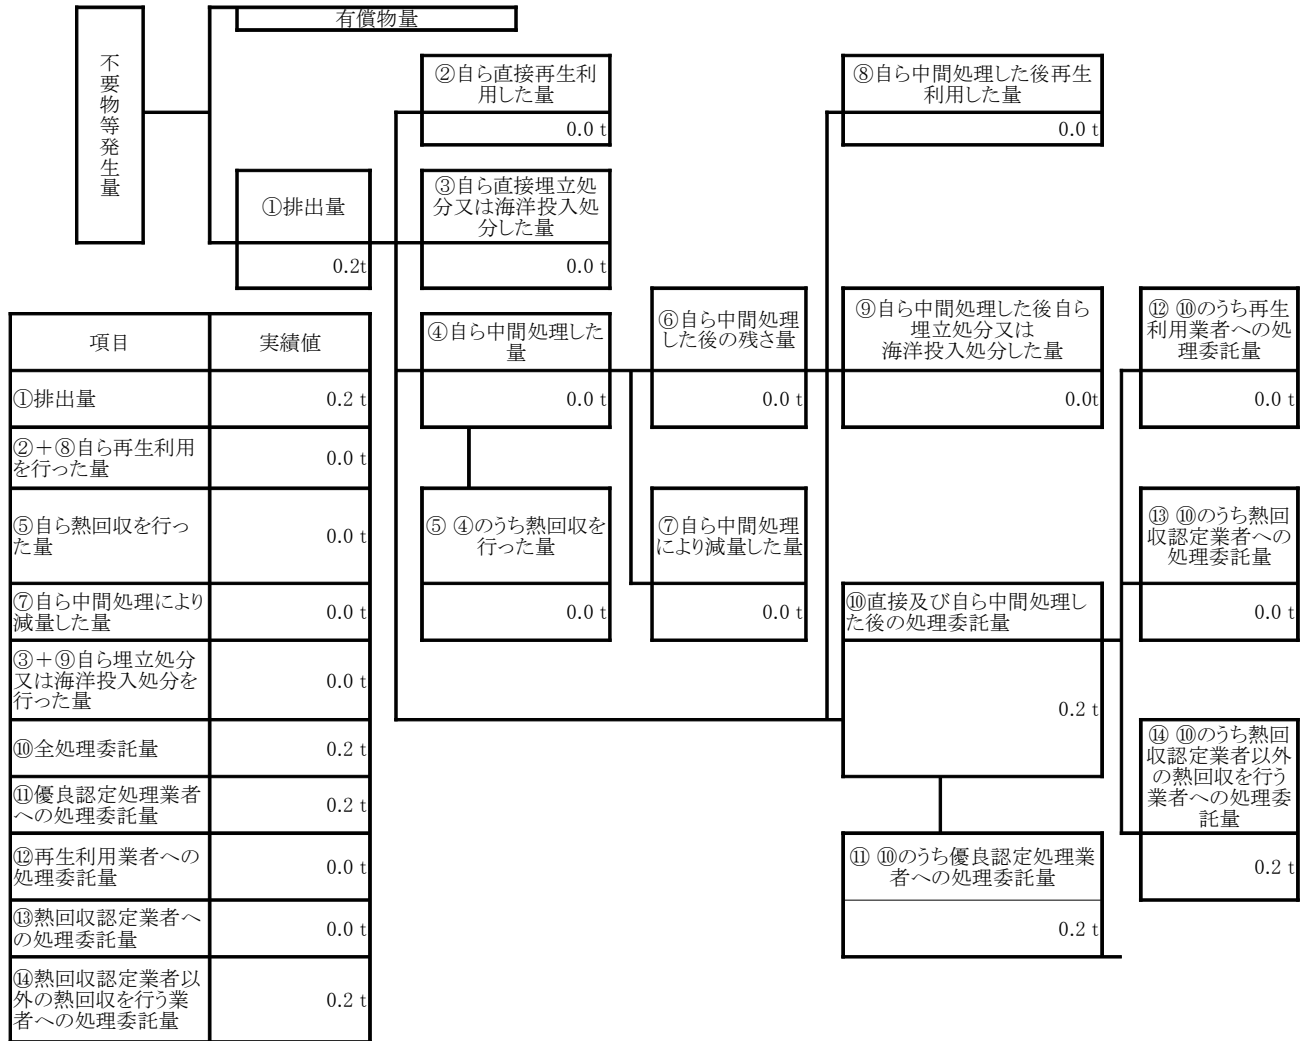 有償物量
不要物等発生量
②自ら直接再生利
用した量
0.0 t
⑧自ら中間処理した後再生
利用した量
0.0 t
①排出量
0.2t
③自ら直接埋立処
分又は海洋投入処
分した量
0.0 t
④自ら中間処理した
量
0.0 t
⑥自ら中間処理
した後の残さ量
0.0 t
⑨自ら中間処理した後自ら
埋立処分又は
海洋投入処分した量
0.0t
⑫ ⑩のうち再生
利用業者への処
理委託量
0.0 t
⑤ ④のうち熱回収を
行った量
0.0 t
⑦自ら中間処理
により減量した量
0.0 t
⑬ ⑩のうち熱回
収認定業者への
処理委託量
0.0 t
⑩直接及び自ら中間処理し
た後の処理委託量
0.2 t
⑭ ⑩のうち熱回
収認定業者以外
の熱回収を行う
業者への処理委
託量
0.2 t
⑪ ⑩のうち優良認定処理業
者への処理委託量
0.2 t
項目 実績値
①排出量 0.2 t
②＋⑧自ら再生利用
を行った量
0.0 t
⑤自ら熱回収を行っ
た量
0.0 t
⑦自ら中間処理により
減量した量
0.0 t
③＋⑨自ら埋立処分
又は海洋投入処分を
行った量
0.0 t
⑩全処理委託量 0.2 t
⑪優良認定処理業者
への処理委託量
0.2 t
⑫再生利用業者への
処理委託量
0.0 t
⑬熱回収認定業者へ
の処理委託量
0.0 t
⑭熱回収認定業者以
外の熱回収を行う業
者への処理委託量
0.2 t